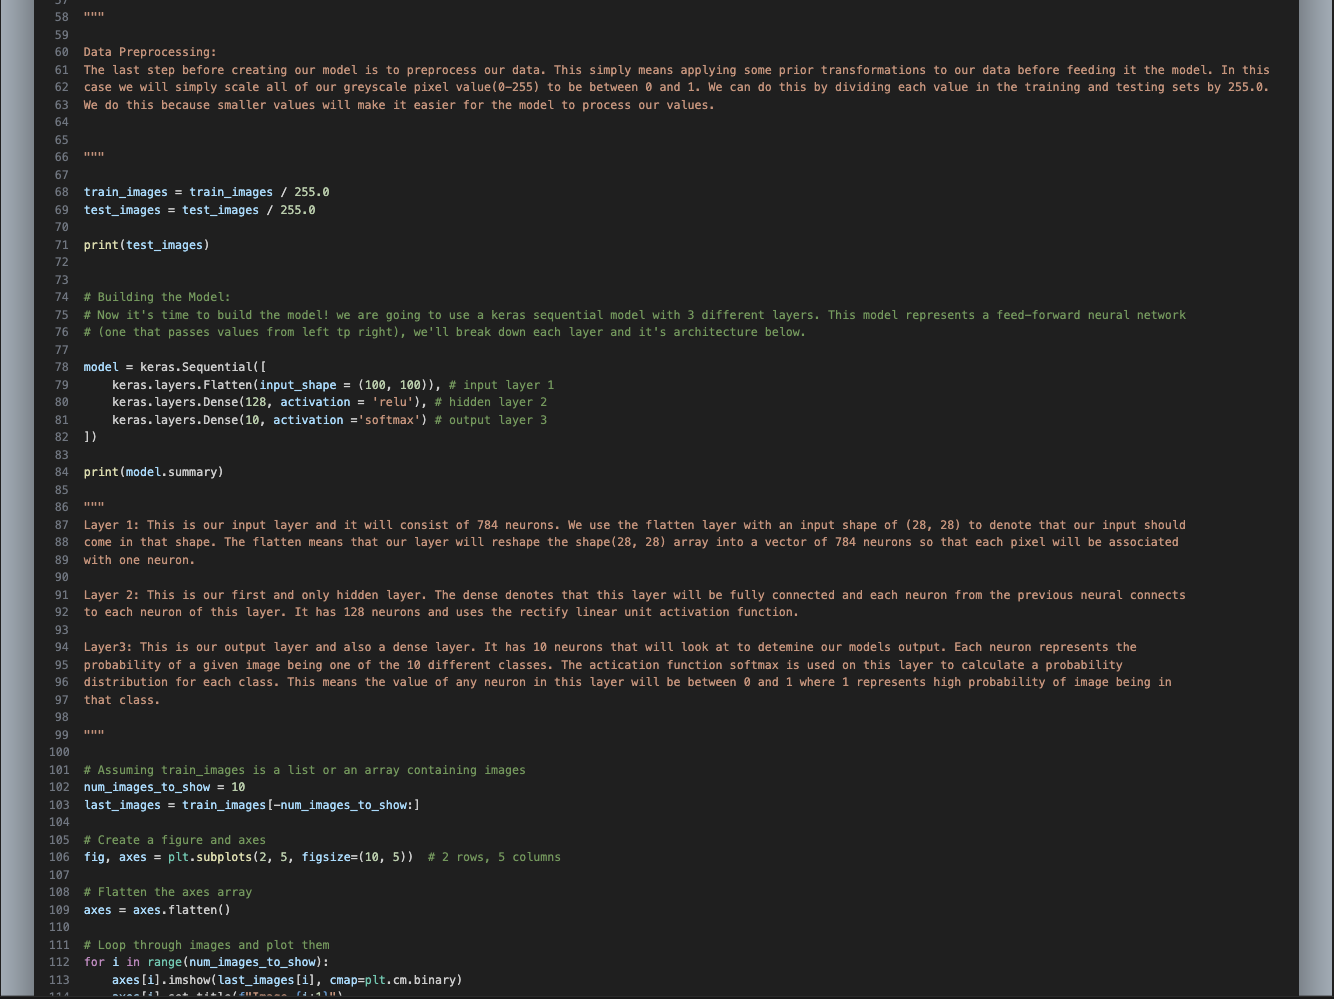 57
58 """
59
60 Data Preprocessing:
61 The last step before creating our model is to preprocess our data. This simply means applying some prior transformations to our data before feeding it the model. In this
62 case we will simply scale all of our greyscale pixel value(0-255) to be between 0 and 1. We can do this by dividing each value in the training and testing sets by 255.0.
63 We do this because smaller values will make it easier for the model to process our values.
64
65
66 """
67
68 train_images = train_images / 255.0
69 test_images = test_images / 255.0
70
71 print(test_images)
72
73
74 # Building the Model:
75 # Now it's time to build the model! we are going to use a keras sequential model with 3 different layers. This model represents a feed-forward neural network
76 # (one that passes values from left tp right), we'll break down each layer and it's architecture below.
77
78 model = keras.Sequential([
79     keras.layers.Flatten(input_shape = (100, 100)), # input layer 1
80     keras.layers.Dense(128, activation = 'relu'), # hidden layer 2
81     keras.layers.Dense(10, activation ='softmax') # output layer 3
82 ])
83
84 print(model.summary)
85
86 """
87 Layer 1: This is our input layer and it will consist of 784 neurons. We use the flatten layer with an input shape of (28, 28) to denote that our input should
88 come in that shape. The flatten means that our layer will reshape the shape(28, 28) array into a vector of 784 neurons so that each pixel will be associated
89 with one neuron.
90
91 Layer 2: This is our first and only hidden layer. The dense denotes that this layer will be fully connected and each neuron from the previous neural connects
92 to each neuron of this layer. It has 128 neurons and uses the rectify linear unit activation function.
93
94 Layer3: This is our output layer and also a dense layer. It has 10 neurons that will look at to detemine our models output. Each neuron represents the
95 probability of a given image being one of the 10 different classes. The actication function softmax is used on this layer to calculate a probability
96 distribution for each class. This means the value of any neuron in this layer will be between 0 and 1 where 1 represents high probability of image being in
97 that class.
98
99 """
100
101 # Assuming train_images is a list or an array containing images
102 num_images_to_show = 10
103 last_images = train_images[-num_images_to_show:]
104
105 # Create a figure and axes
106 fig, axes = plt.subplots(2, 5, figsize=(10, 5))  # 2 rows, 5 columns
107
108 # Flatten the axes array
109 axes = axes.flatten()
110
111 # Loop through images and plot them
112 for i in range(num_images_to_show):
113     axes[i].imshow(last_images[i], cmap=plt.cm.binary)
114     axes[i].set_title(f"Image {i+1}")